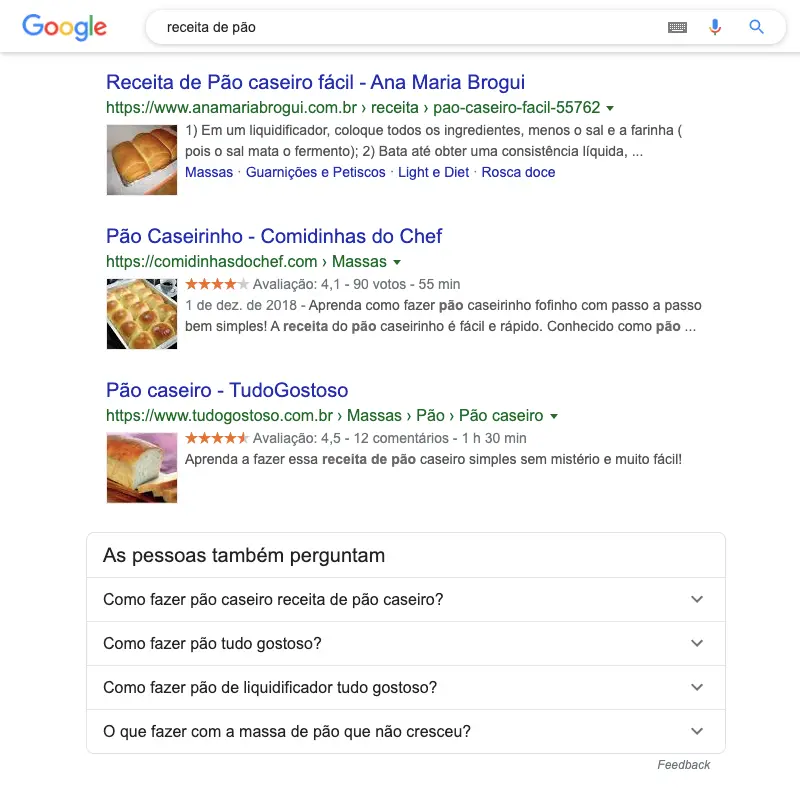 Google
receita de pão
Receita de Pão caseiro fácil - Ana Maria Brogui
https://www.anamariabrogui.com.br › receita › pao-caseiro-facil-55762
1) Em um liquidificador, coloque todos os ingredientes, menos o sal e a farinha (
pois o sal mata o fermento); 2) Bata até obter uma consistência líquida, ...
Massas · Guarnições e Petiscos · Light e Diet · Rosca doce
Pão Caseirinho - Comidinhas do Chef
https://comidinhasdochef.com › Massas
Avaliação: 4,1 - 90 votos - 55 min
1 de dez. de 2018 - Aprenda como fazer pão caseirinho fofinho com passo a passo
bem simples! A receita do pão caseirinho é fácil e rápido. Conhecido como pão ...
Pão caseiro - TudoGostoso
https://www.tudogostoso.com.br › Massas › Pão › Pão caseiro
Avaliação: 4,5 - 12 comentários - 1 h 30 min
Aprenda a fazer essa receita de pão caseiro simples sem mistério e muito fácil!
As pessoas também perguntam
Como fazer pão caseiro receita de pão caseiro?
Como fazer pão tudo gostoso?
Como fazer pão de liquidificador tudo gostoso?
O que fazer com a massa de pão que não cresceu?
Feedback